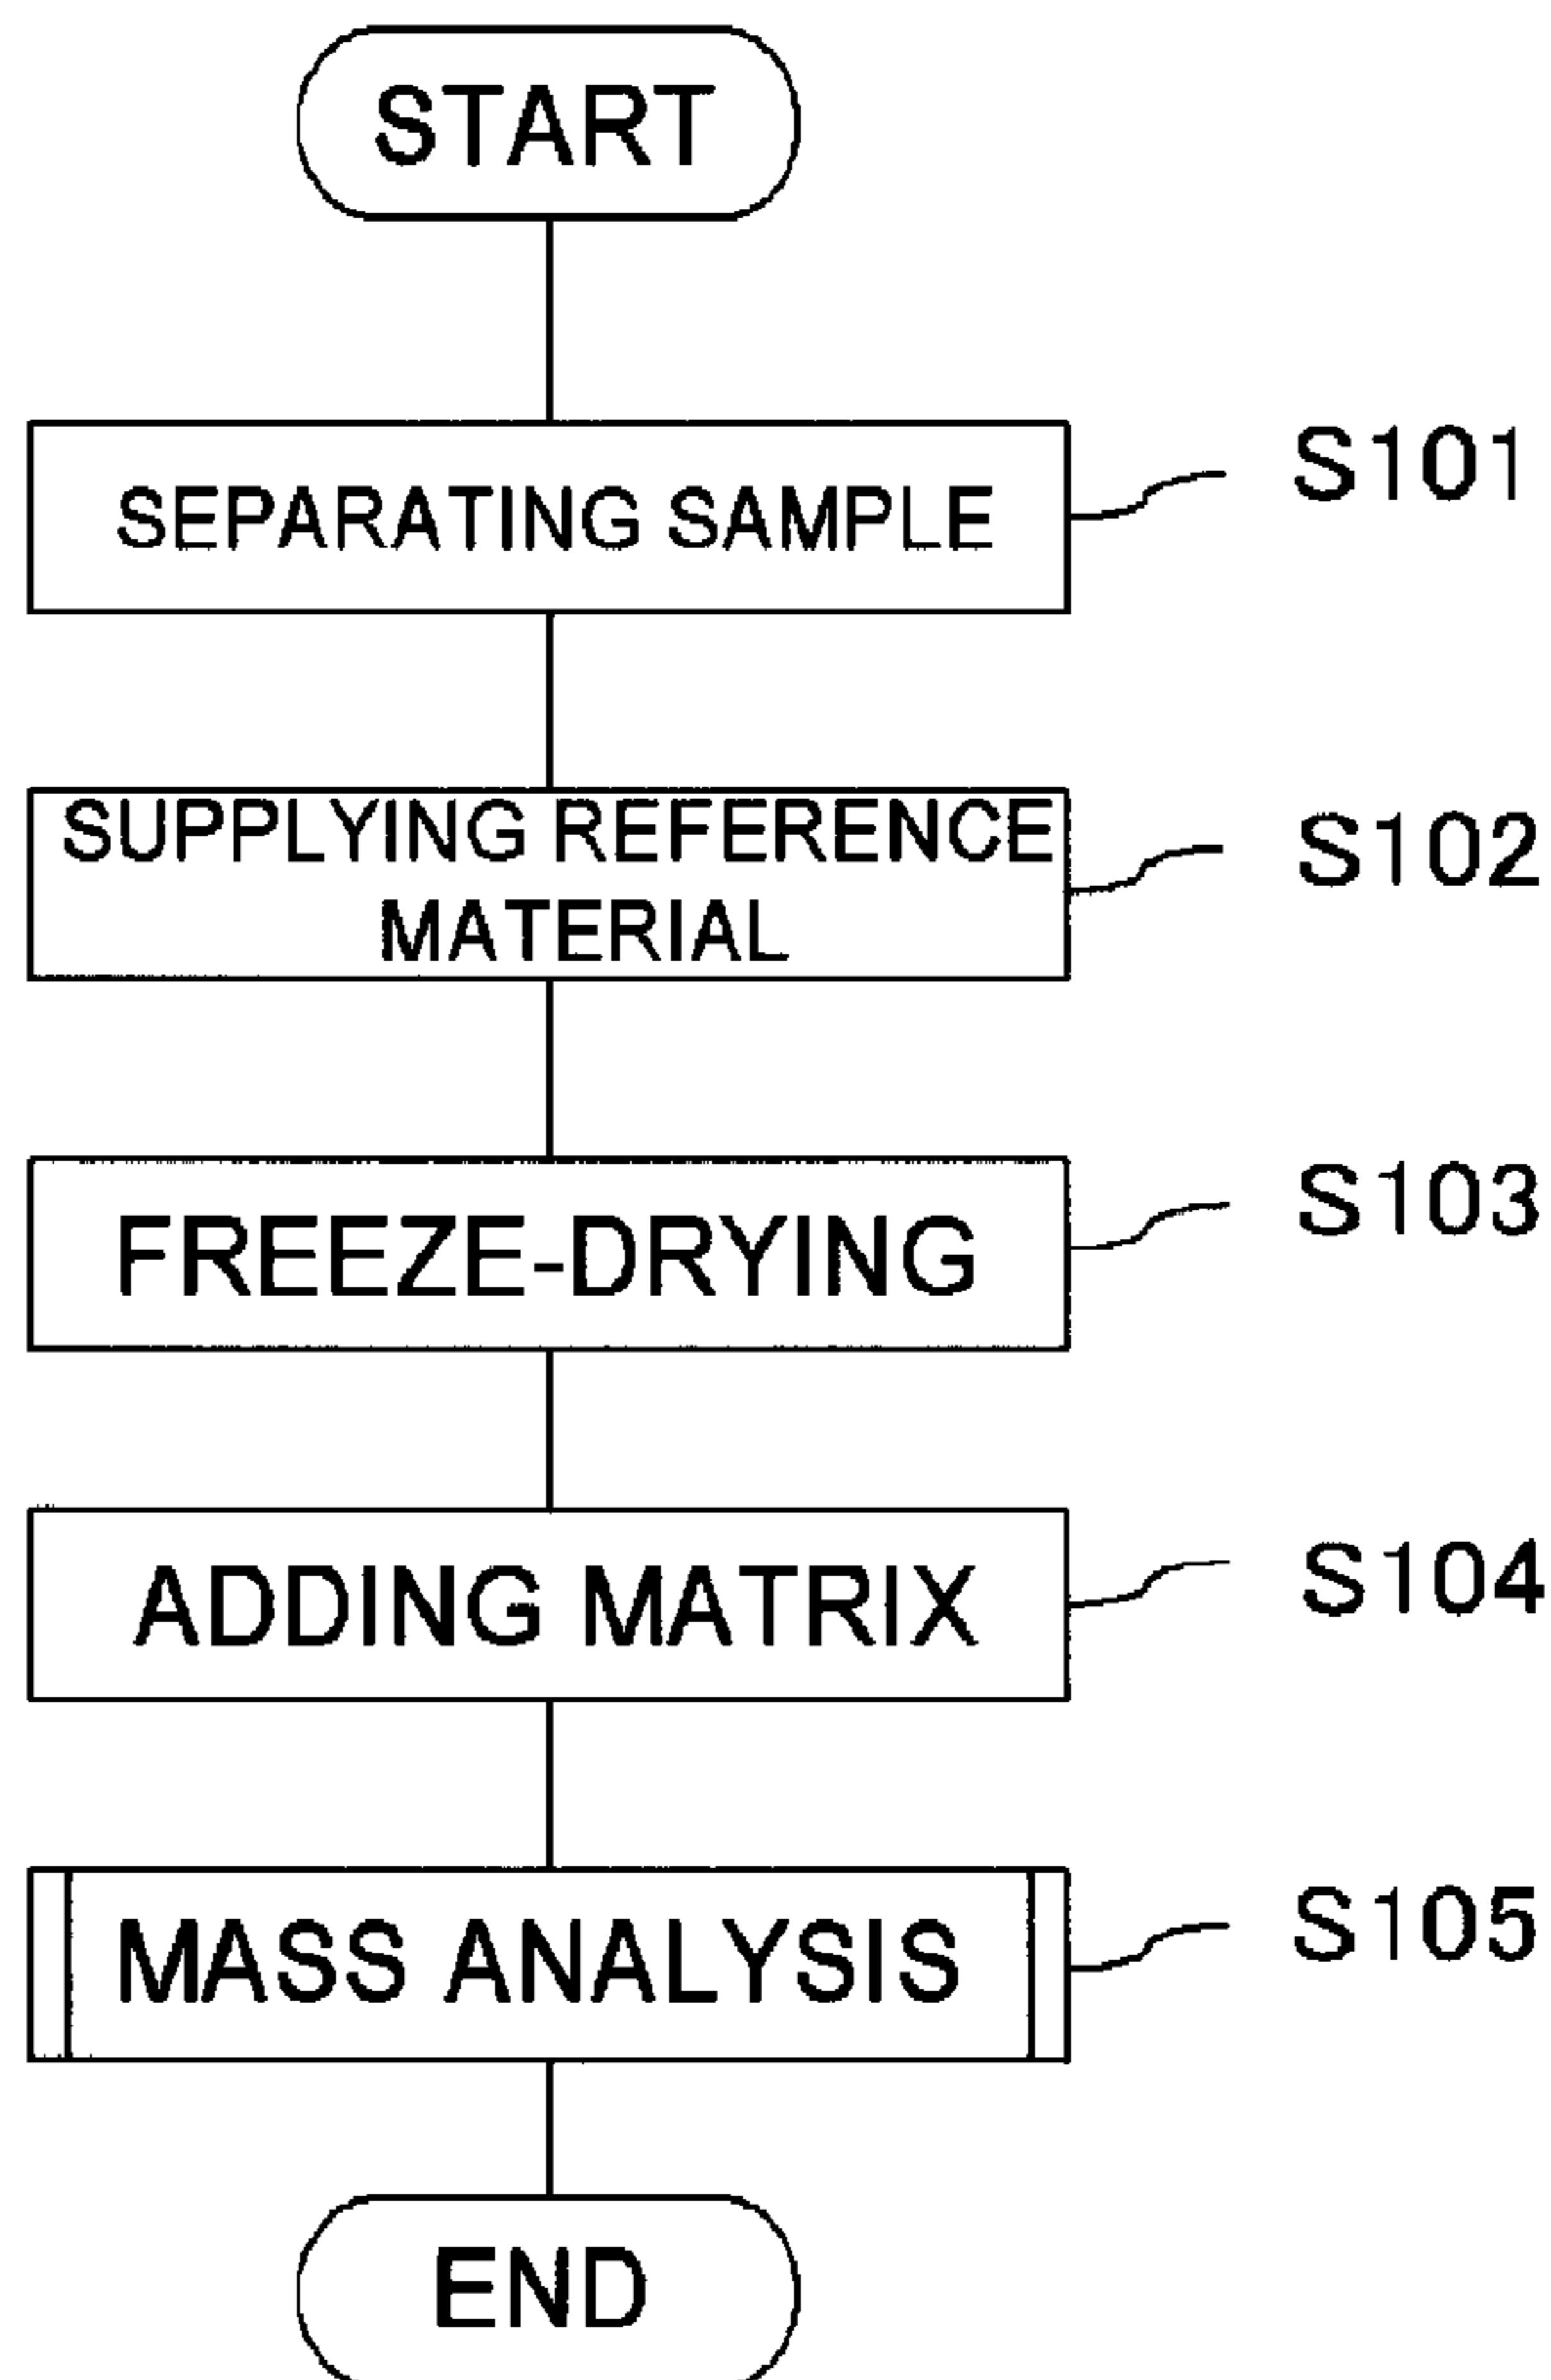 START
SEPARATING SAMPLE
S101
SUPPLYING REFERENCE
MATERIAL
S102
FREEZE-DRYING
S103
ADDING MATRIX
S104
MASS ANALYSIS
S105
END